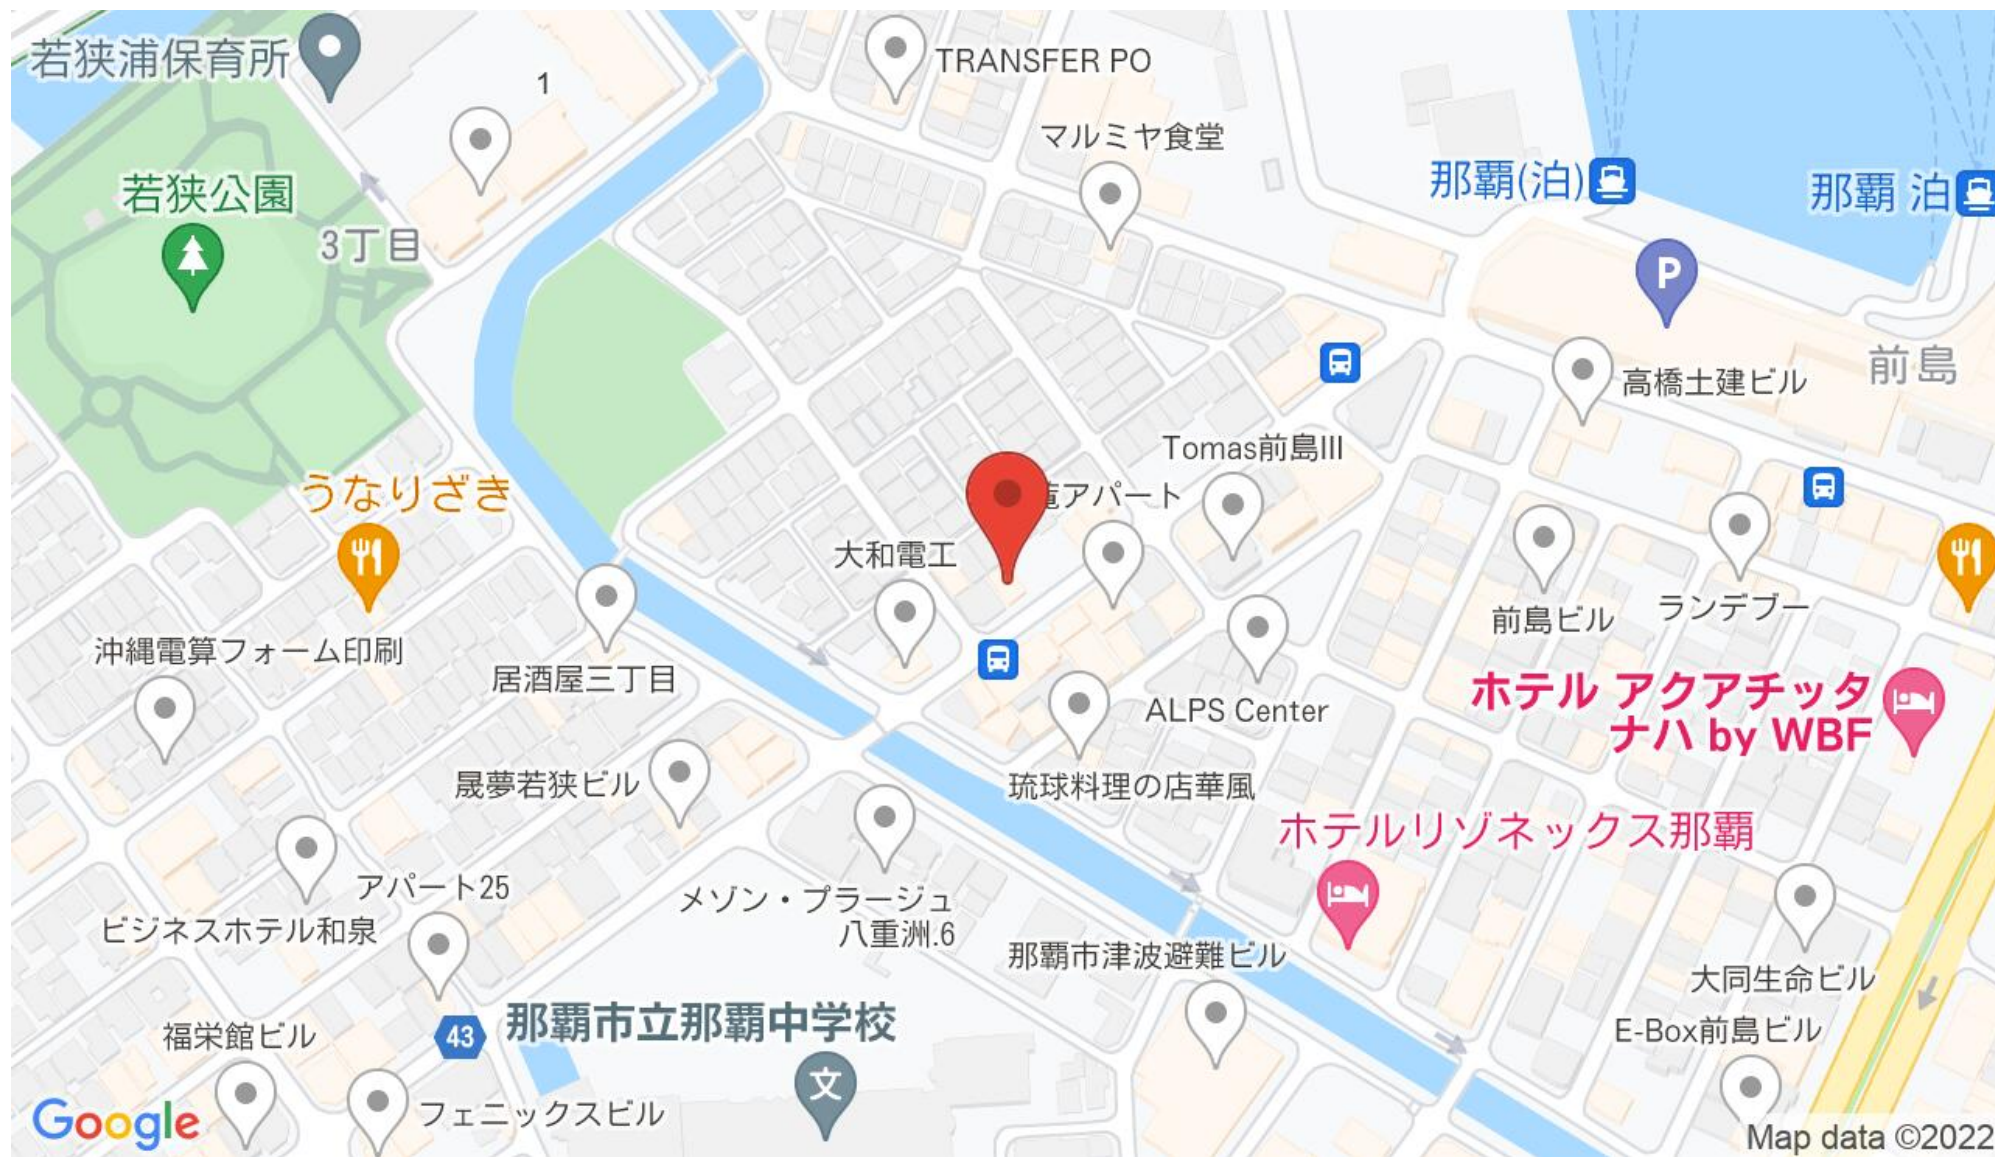 若狭浦保育所
1
TRANSFER PO
マルミヤ食堂
若狭公園
3丁目
那覇(泊)
那覇 泊
P
前島
高橋土建ビル
Tomas前島III
アパート
うなりざき
大和電工
前島ビル
ランデブー
沖縄電算フォーム印刷
居酒屋三丁目
ALPS Center
ホテル アクアチッタ
ナハ by WBF
晟夢若狭ビル
琉球料理の店華風
ホテルリゾネックス那覇
アパート25
メゾン・プラージュ
八重洲.6
ビジネスホテル和泉
那覇市津波避難ビル
大同生命ビル
福栄館ビル
43
那覇市立那覇中学校
E-Box前島ビル
文
フェニックスビル
Google
Map data ©2022